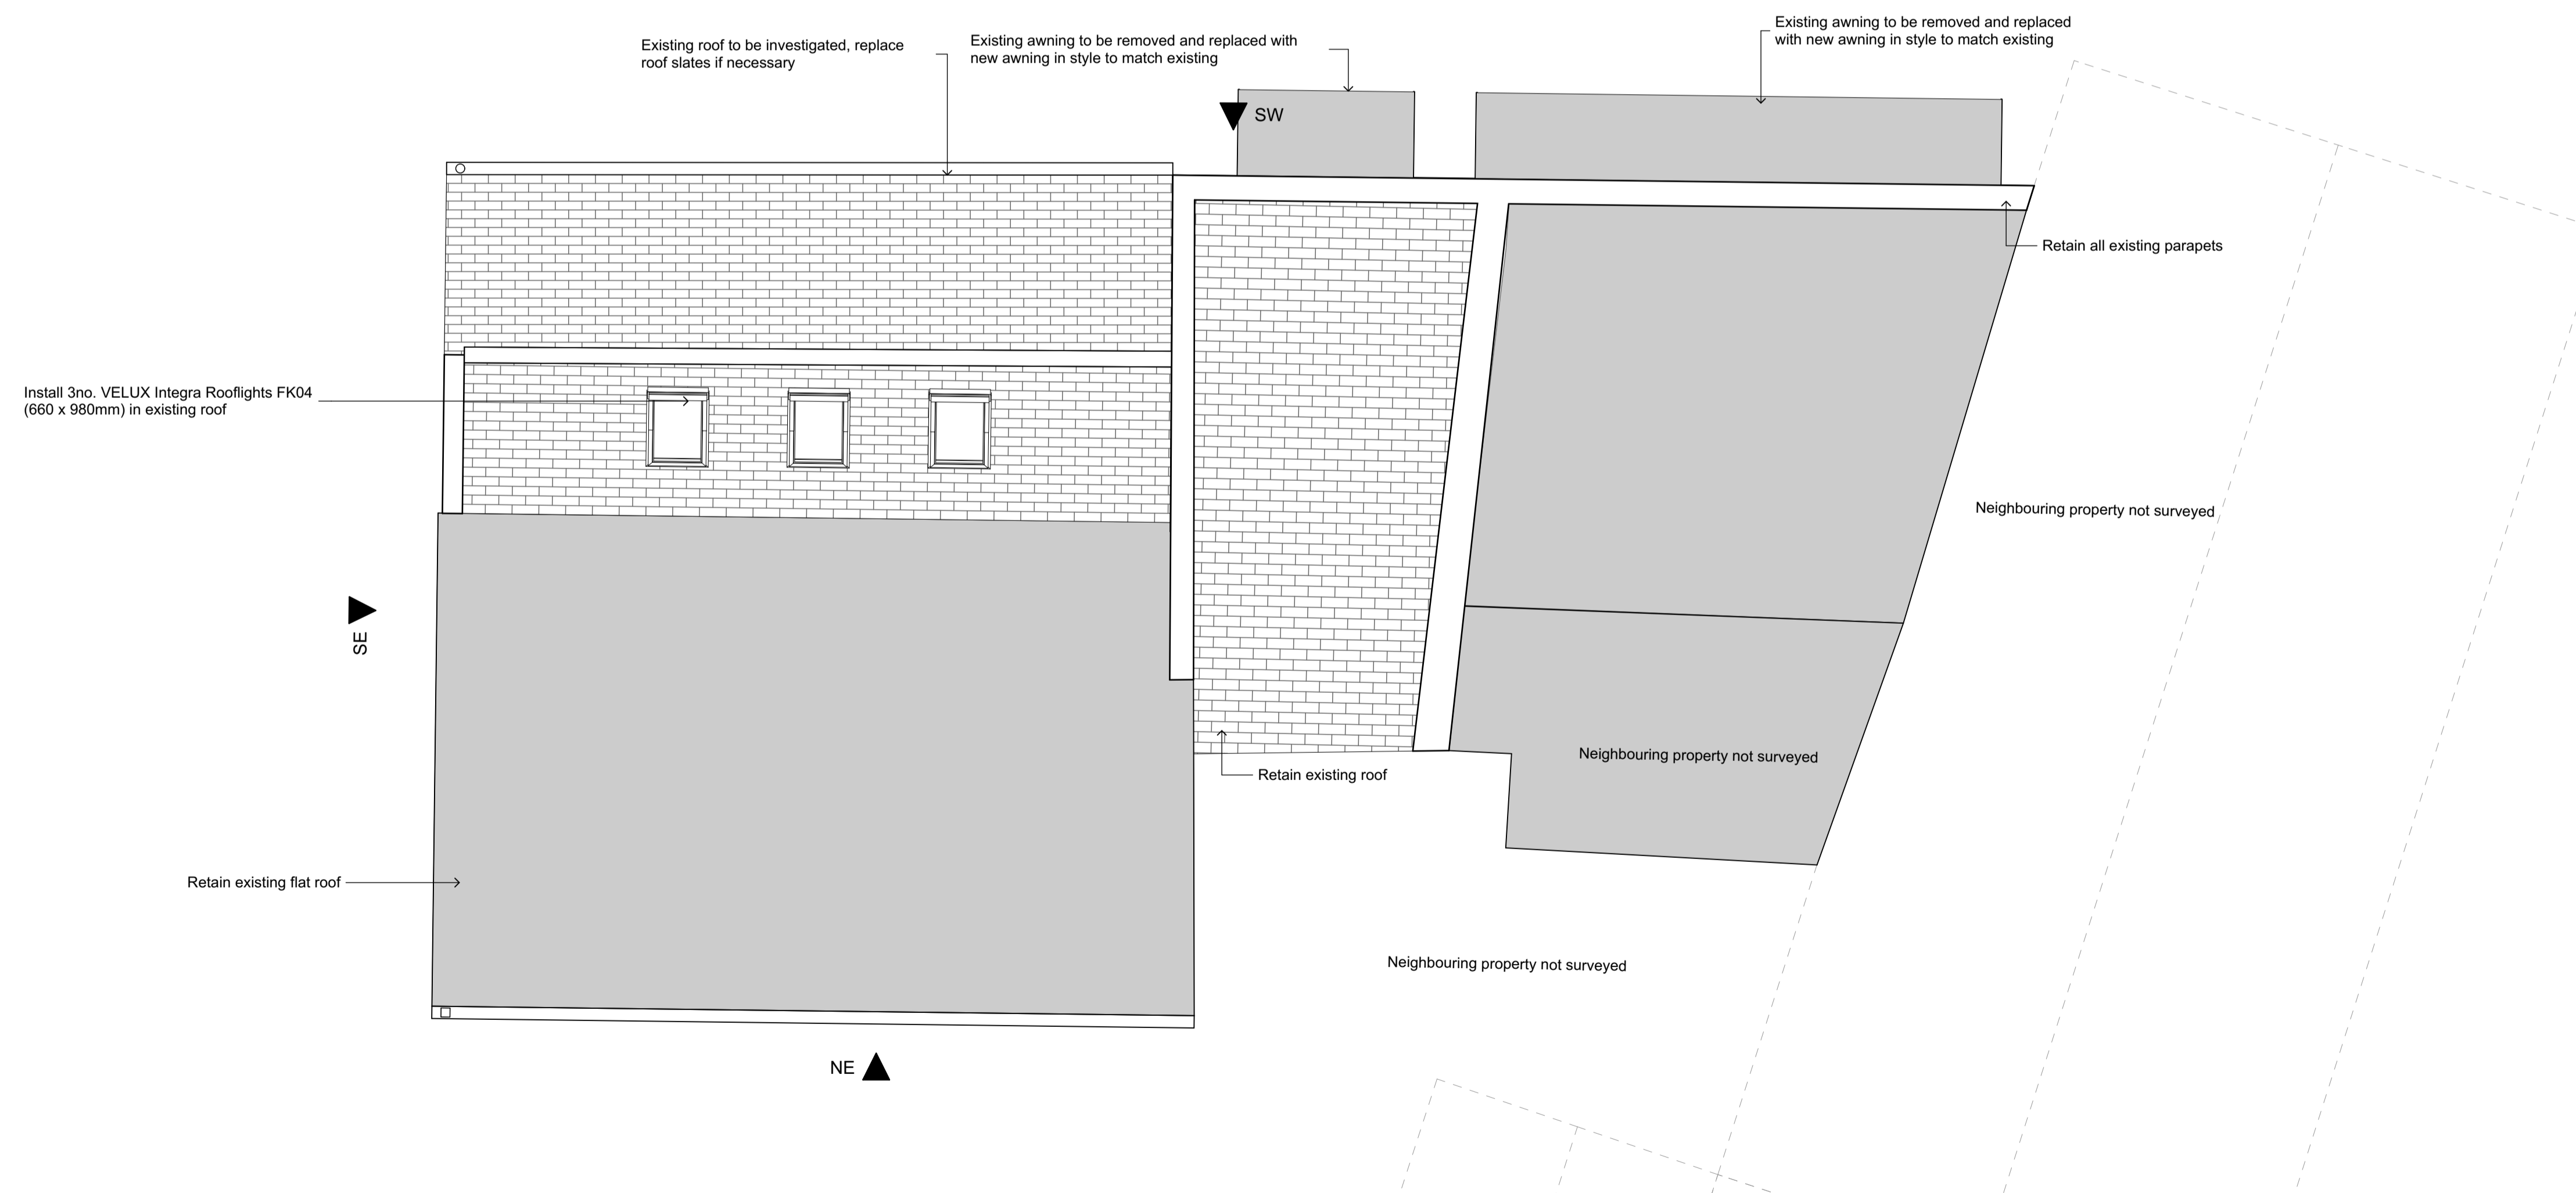 Existing awning to be removed and replaced
with new awning in style to match existing
Existing roof to be investigated, replace
roof slates if necessary
Existing awning to be removed and replaced with
new awning in style to match existing
SW
Retain all existing parapets
Install 3no. VELUX Integra Rooflights FK04
(660 x 980mm) in existing roof
Neighbouring property not surveyed
SE
Neighbouring property not surveyed
Retain existing roof
Retain existing flat roof
Neighbouring property not surveyed
NE